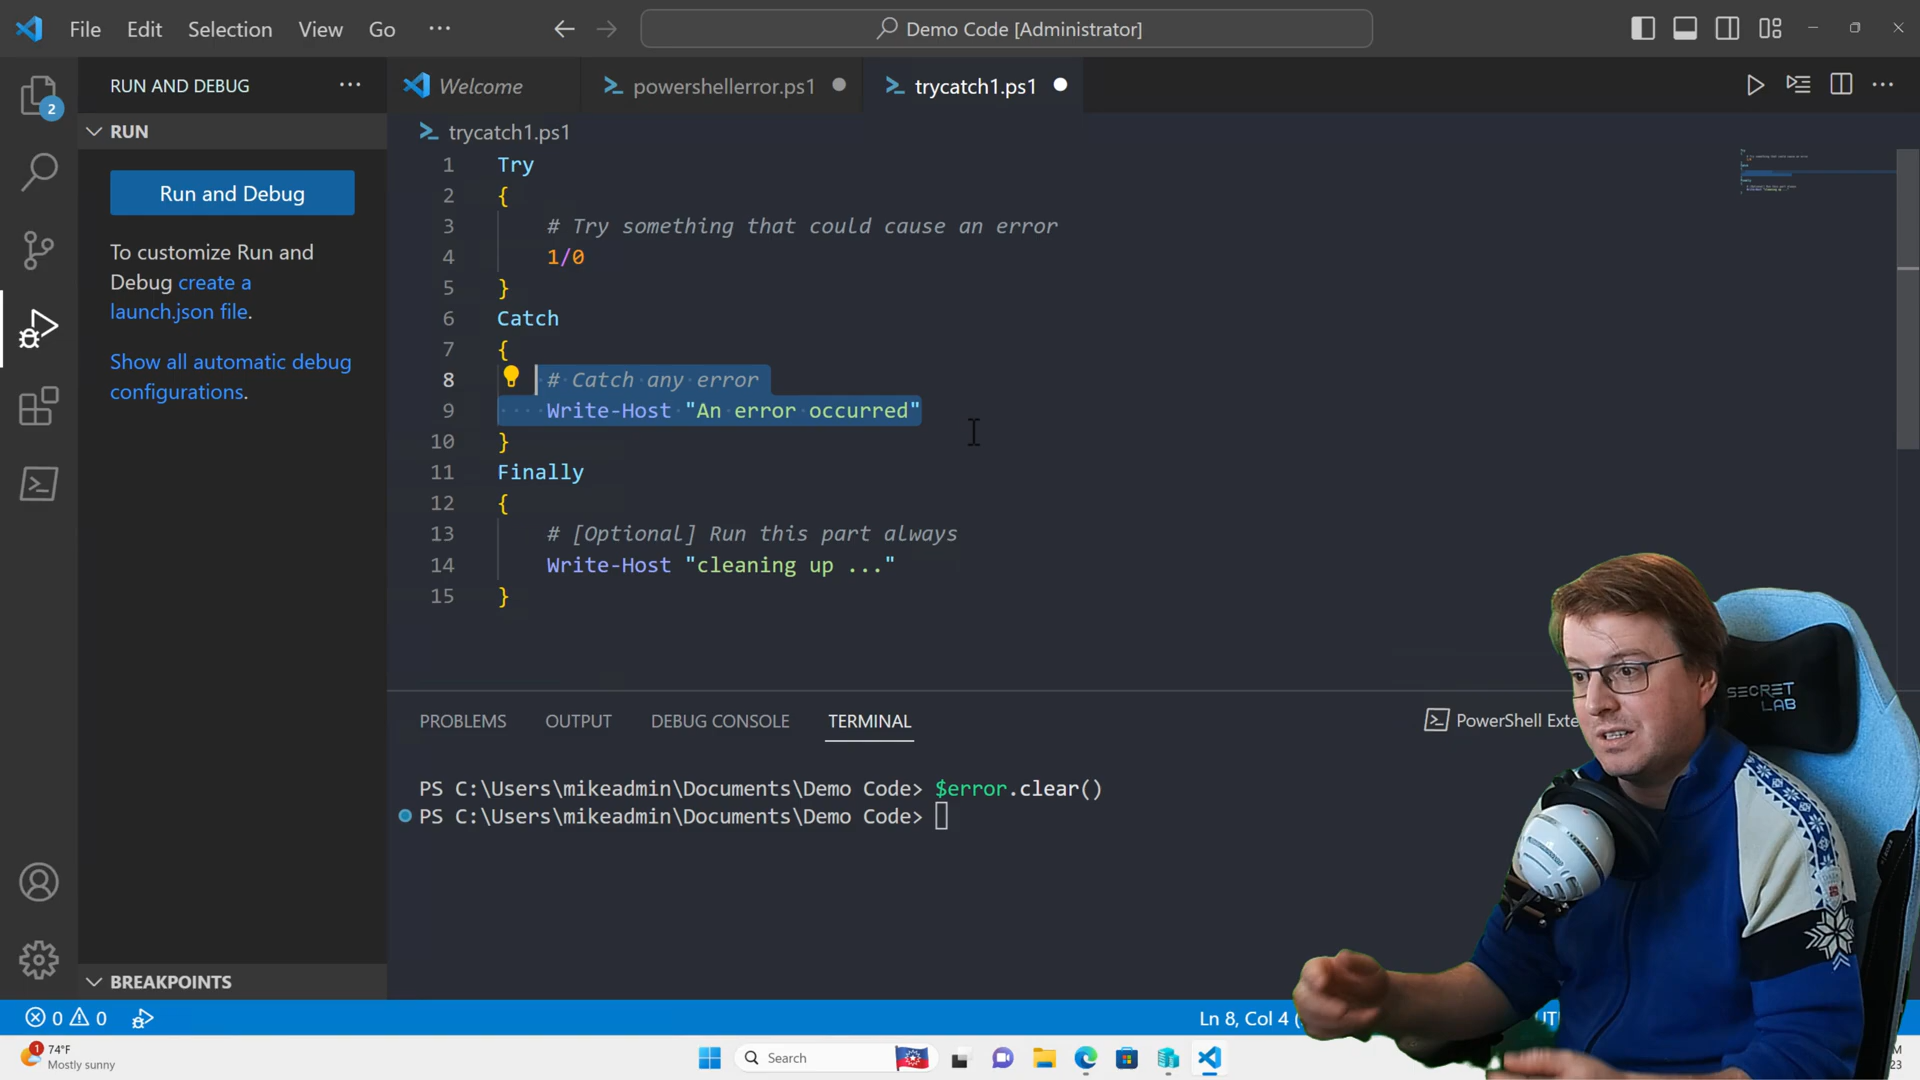 File Edit Selection View Go ···
Demo Code [Administrator]
RUN AND DEBUG ···
Welcome
powershellerror.ps1
trycatch1.ps1
RUN
trycatch1.ps1
Run and Debug
To customize Run and
Debug create a
launch.json file.
Show all automatic debug
configurations.
1 Try
2 {
3 # Try something that could cause an error
4 1/0
5 }
6 Catch
7 {
8 # Catch any error
9 Write-Host "An error occurred"
10 }
11 Finally
12 {
13 # [Optional] Run this part always
14 Write-Host "cleaning up ..."
15 }
PROBLEMS OUTPUT DEBUG CONSOLE TERMINAL
PowerShell Exte
PS C:\Users\mikeadmin\Documents\Demo Code> $error.clear()
PS C:\Users\mikeadmin\Documents\Demo Code>
BREAKPOINTS
0 0
Ln 8, Col 4 (
2
SECRET
LAB
1
74°F
Mostly sunny
Search